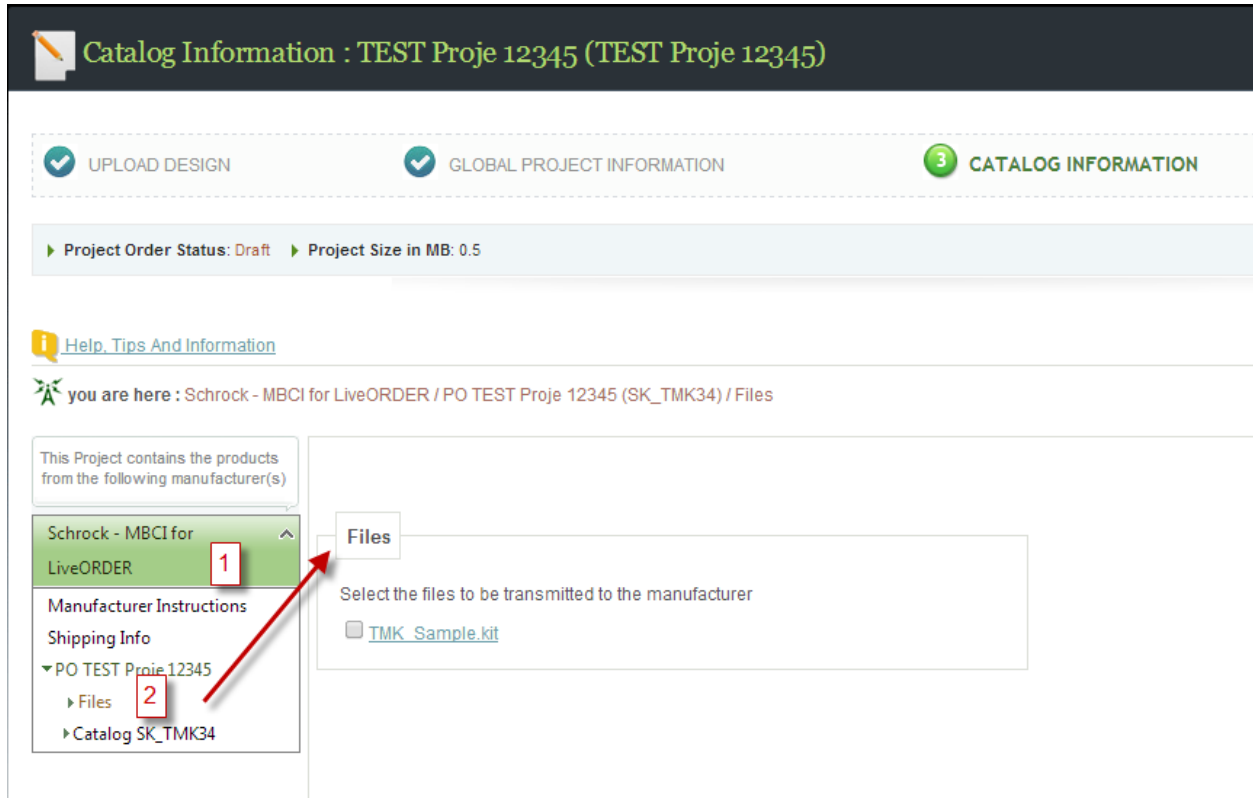 Catalog Information : TEST Proje 12345 (TEST Proje 12345)
UPLOAD DESIGN
GLOBAL PROJECT INFORMATION
3 CATALOG INFORMATION
Project Order Status: Draft Project Size in MB: 0.5
i Help, Tips And Information
you are here : Schrock - MBCI for LiveORDER / PO TEST Proje 12345 (SK_TMK34) / Files
This Project contains the products
from the following manufacturer(s)
Schrock - MBCI for
LiveORDER
1
Manufacturer Instructions
Shipping Info
PO TEST Proje 12345
Files
2
Catalog SK_TMK34
Files
Select the files to be transmitted to the manufacturer
TMK_Sample.kit